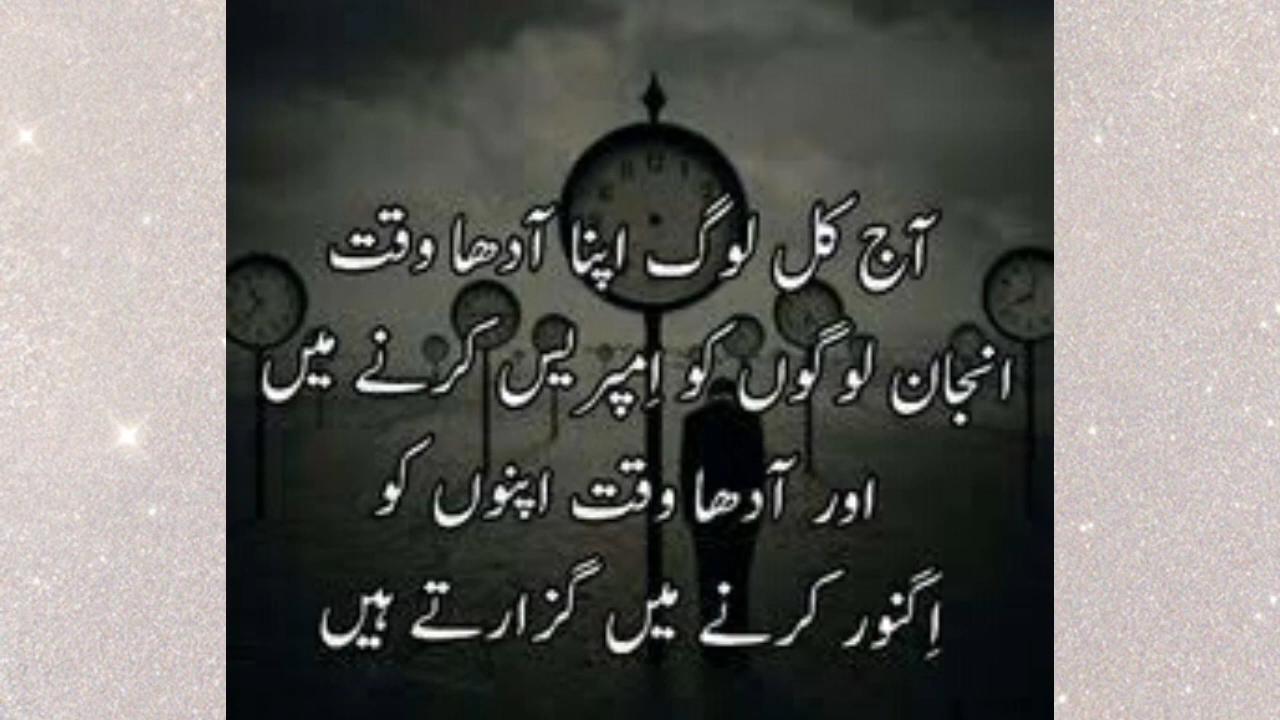 آج کل لوگ اپنا آدھا وقت
انجان لوگوں کو اِمپریس کرنے میں
اور آدھا وقت اپنوں کو
اِگنور کرنے میں گزارتے ہیں